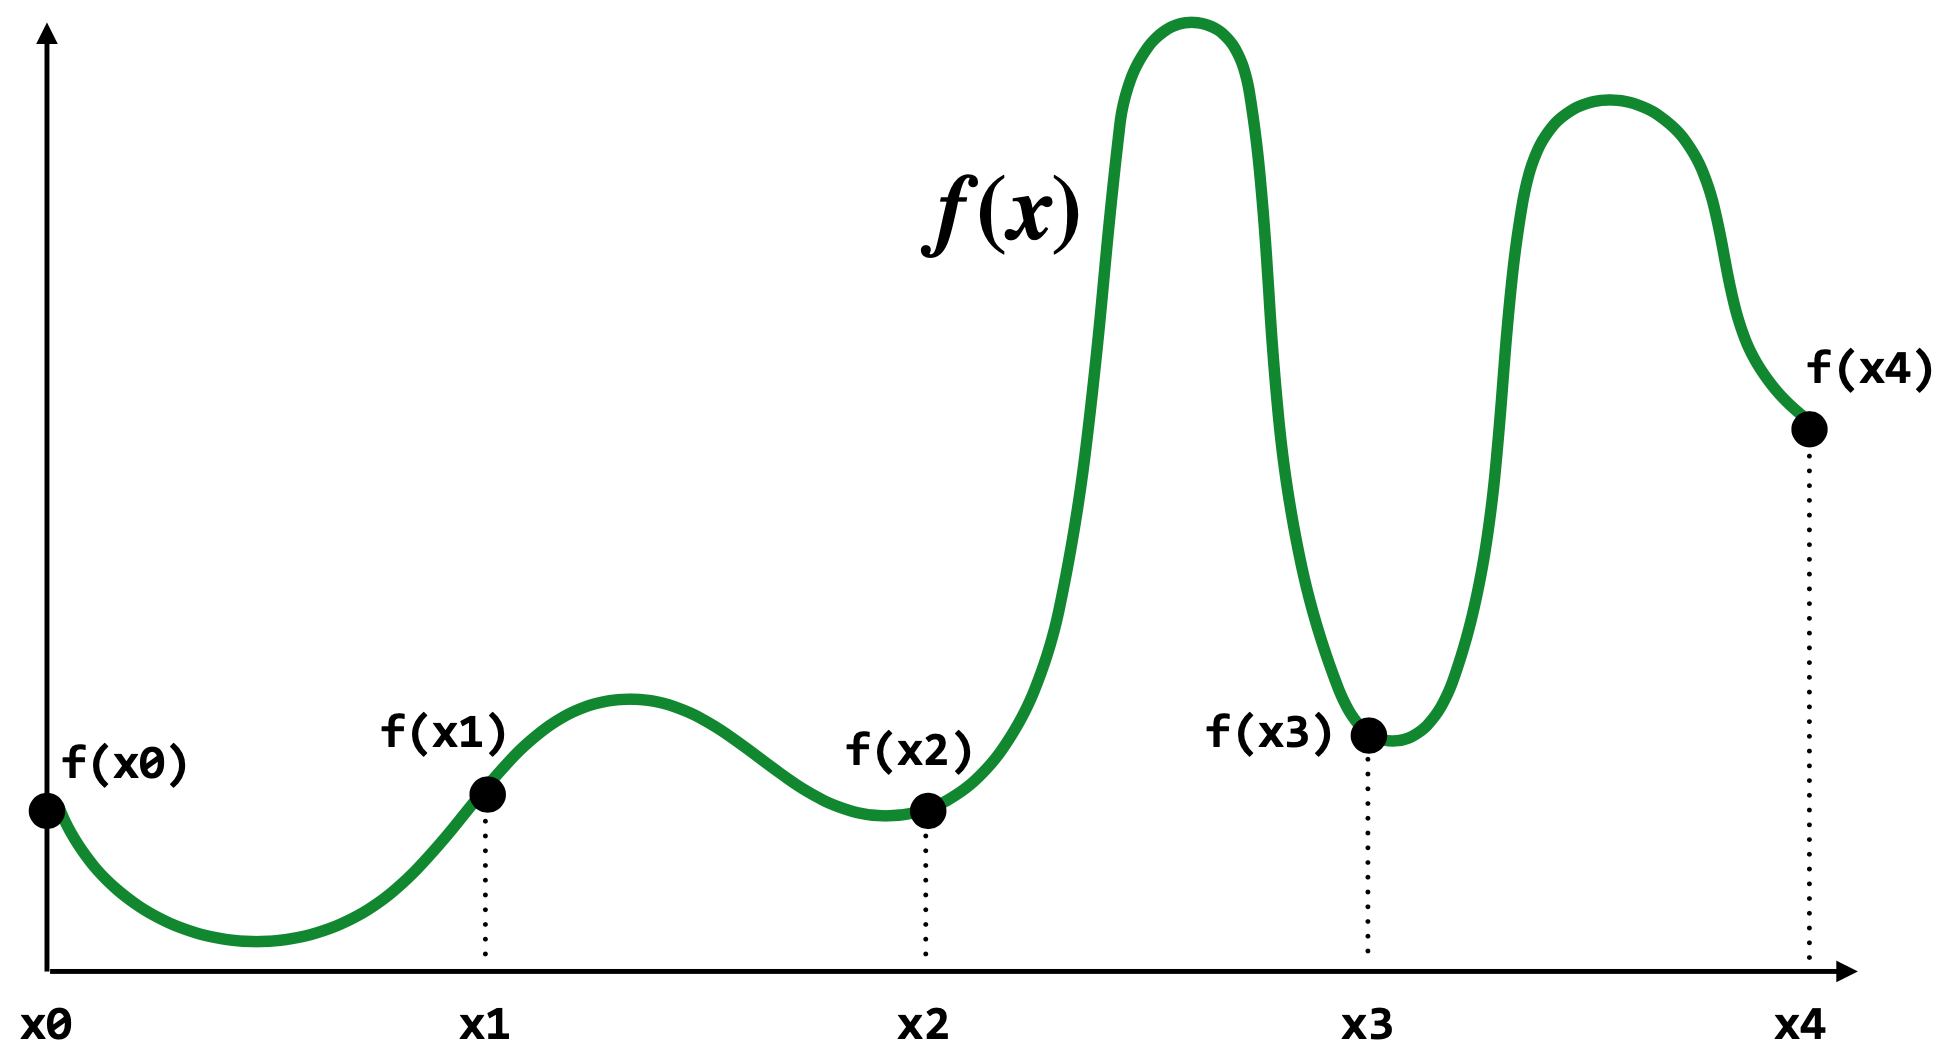 f(x)
f(x4)
f(x1)
f(x3)
f(x2)
f(x0)
x0 x1 x2 x3 x4